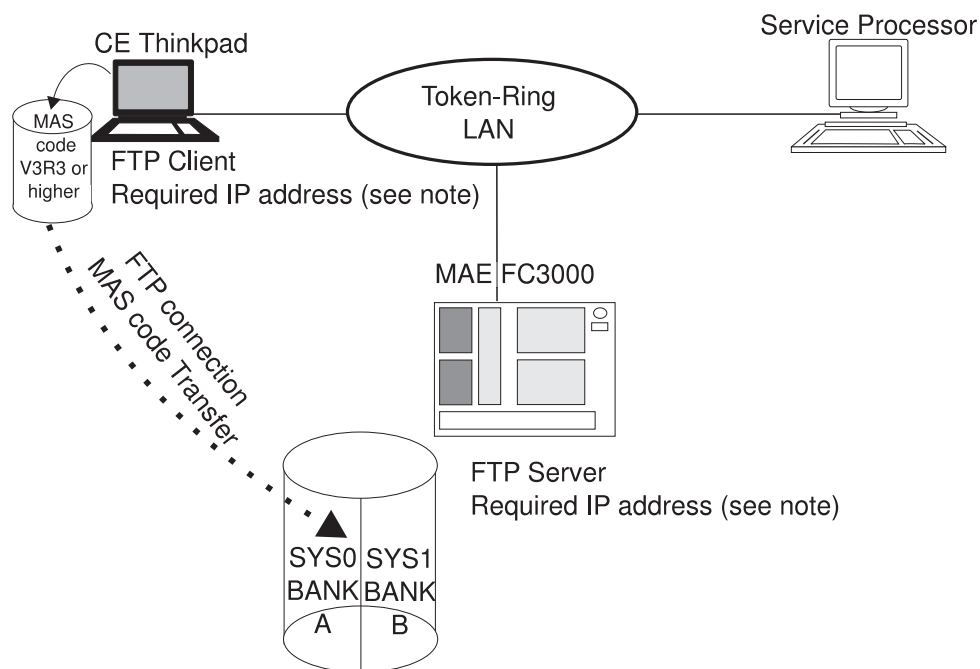 Service Processor
CE Thinkpad
Token-Ring
LAN
MAS
code
V3R3 or
higher
FTP Client
Required IP address (see note)
MAE FC3000
FTP connection
MAS code Transfer
FTP Server
Required IP address (see note)
SYS0
BANK
A
SYS1
BANK
B